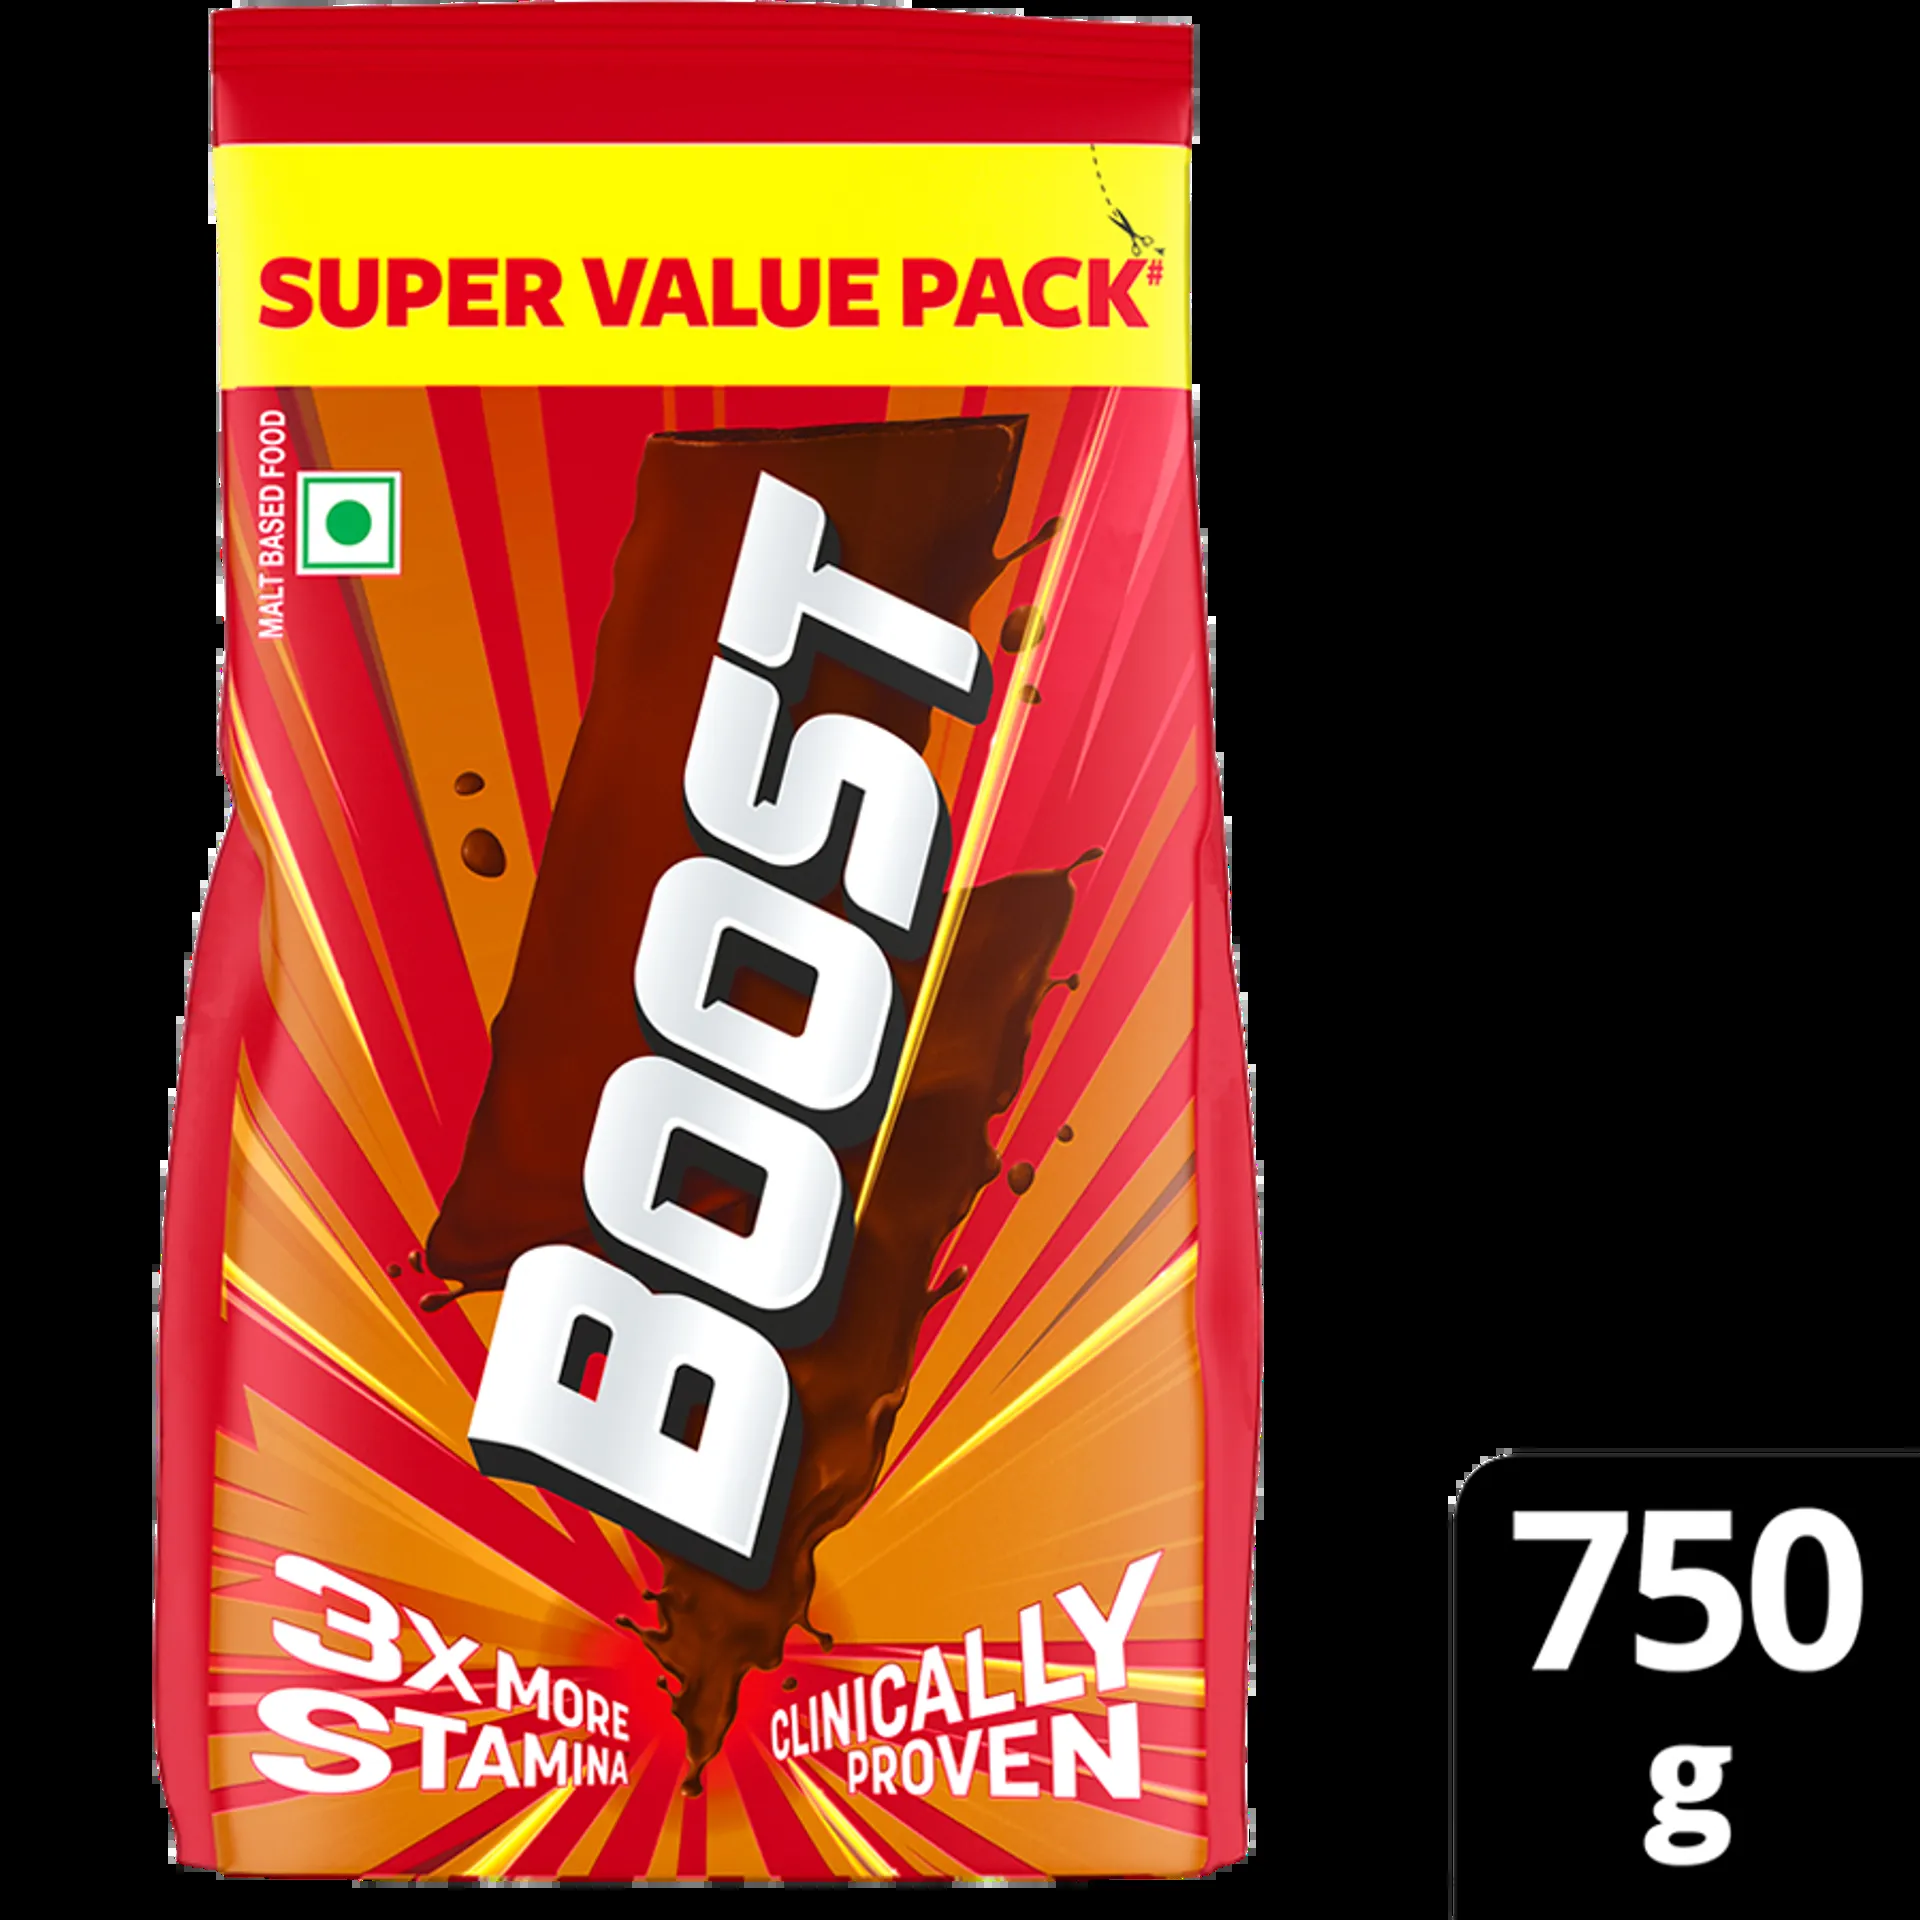 SUPER VALUE PACK#
MALT BASED FOOD
BOOST
3X MORE
STAMINA
CLINICALLY
PROVEN
750
g